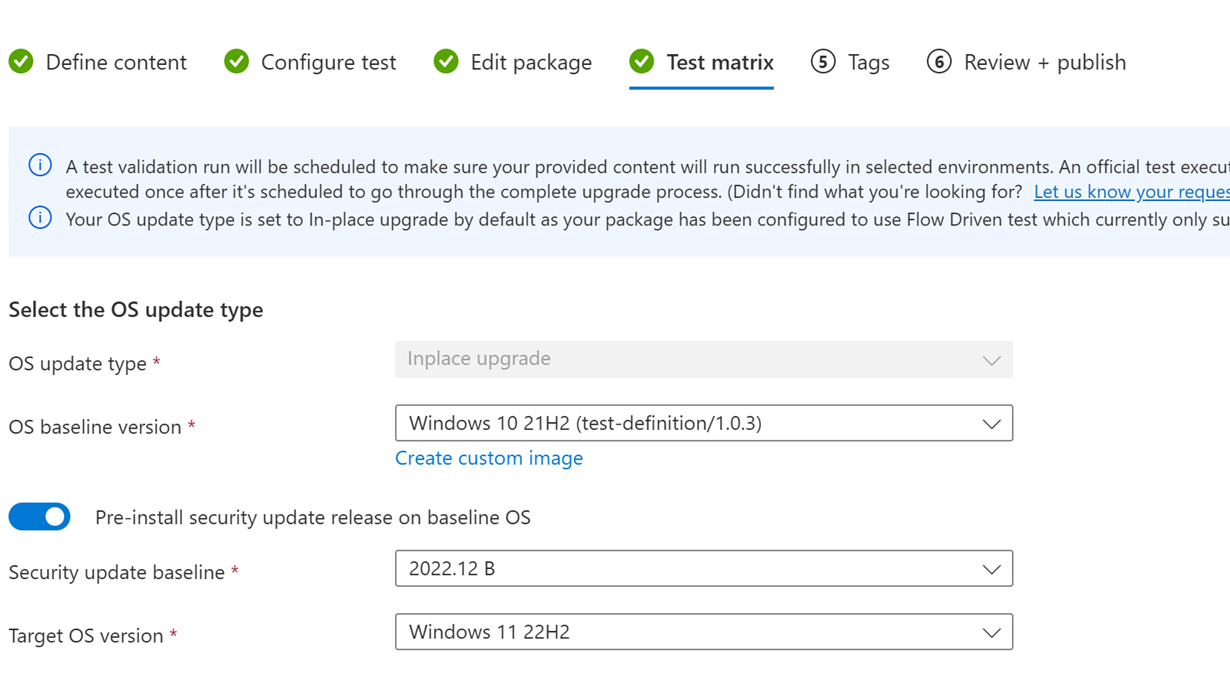 Define content Configure test Edit package Test matrix 5 Tags 6 Review + publish
A test validation run will be scheduled to make sure your provided content will run successfully in selected environments. An official test
executed once after it's scheduled to go through the complete upgrade process. (Didn't find what you're looking for? Let us know your
Your OS update type is set to In-place upgrade by default as your package has been configured to use Flow Driven test which currently only
Select the OS update type
OS update type * Inplace upgrade
OS baseline version * Windows 10 21H2 (test-definition/1.0.3)
Create custom image
Pre-install security update release on baseline OS
Security update baseline * 2022.12 B
Target OS version * Windows 11 22H2